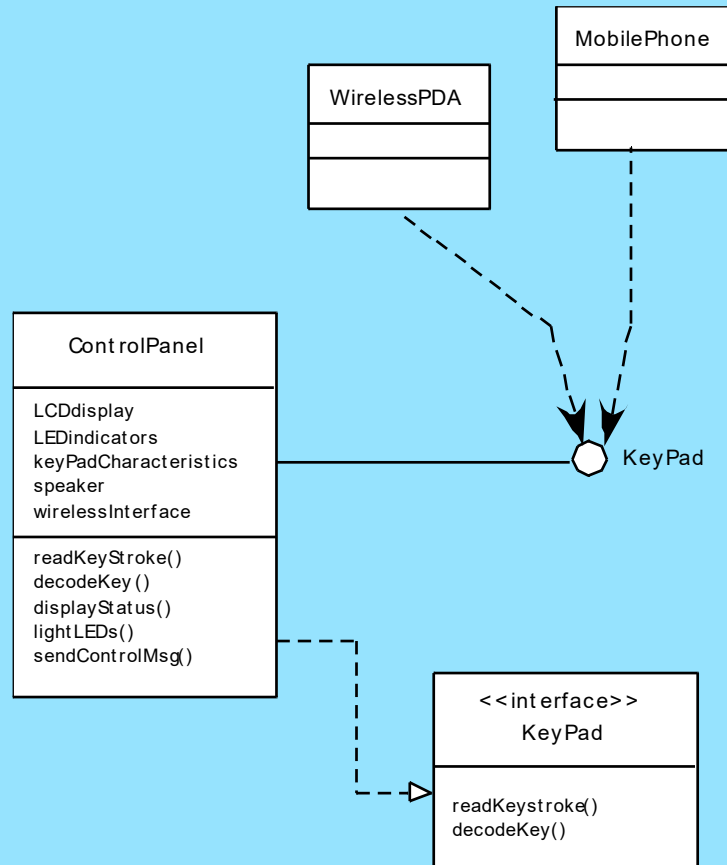 MobilePhone
WirelessPDA
ControlPanel
LCDdisplay
LEDindicators
keyPadCharacteristics
speaker
wirelessInterface
KeyPad
readKeyStroke()
decodeKey()
displayStatus()
lightLEDs()
sendControlMsg()
<<interface>>
KeyPad
readKeystroke()
decodeKey()